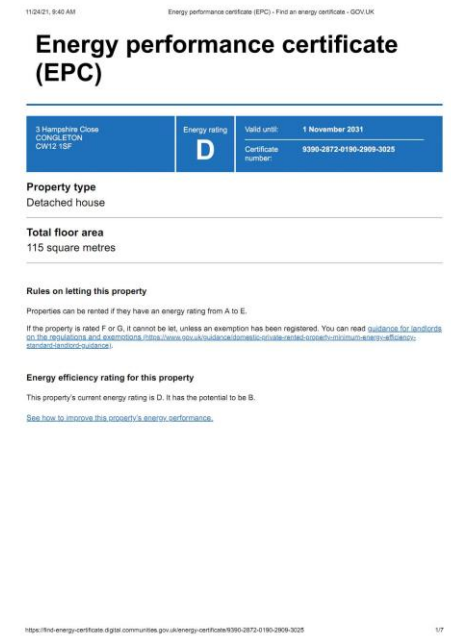 11/24/21, 9:40 AM Energy performance certificate (EPC) - Find an energy certificate - GOV.UK
Energy performance certificate
(EPC)
3 Hampshire Close
CONGLETON
CW12 1SF
Energy rating
D
Valid until: 1 November 2031
Certificate number: 9390-2872-0190-2909-3025
Property type
Detached house
Total floor area
115 square metres
Rules on letting this property
Properties can be rented if they have an energy rating from A to E.
If the property is rated F or G, it cannot be let, unless an exemption has been registered. You can read guidance for landlords
on the regulations and exemptions (https://www.gov.uk/guidance/domestic-private-rented-property-minimum-energy-efficiency-
standard-landlord-guidance).
Energy efficiency rating for this property
This property's current energy rating is D. It has the potential to be B.
See how to improve this property's energy performance.
https://find-energy-certificate.digital.communities.gov.uk/energy-certificate/9390-2872-0190-2909-3025 1/7